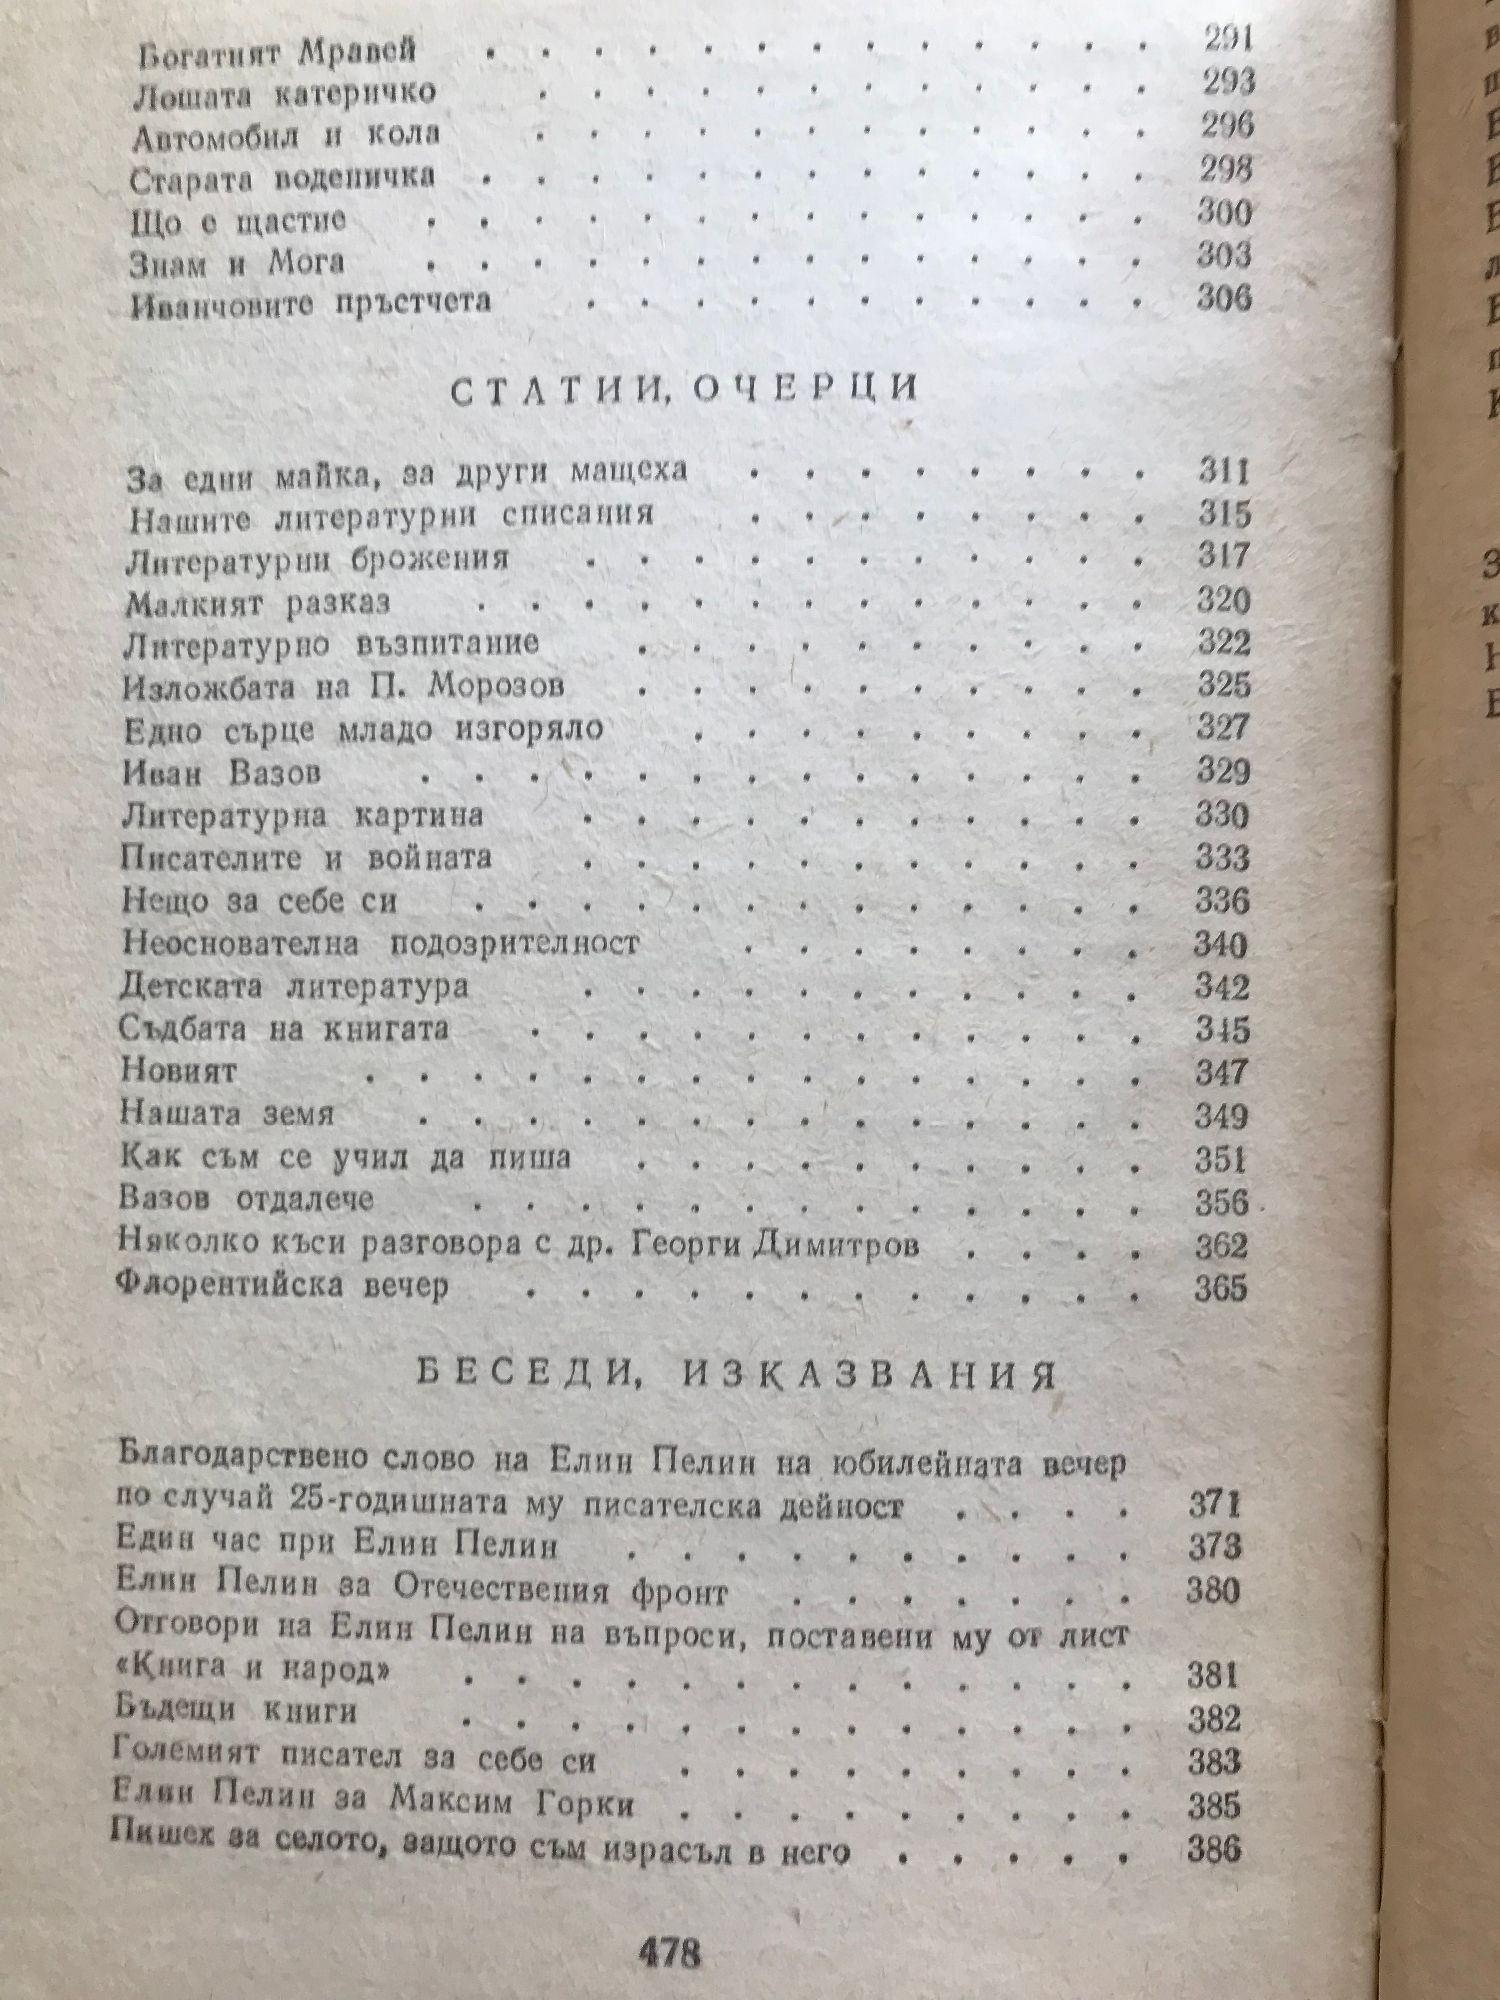 Богатият Мравей . . . . . . . . . . . . . 291
Лошата катеричко . . . . . . . . . . . . 293
Автомобил и кола . . . . . . . . . . . . 296
Старата воденичка . . . . . . . . . . . . . 298
Що е щастие . . . . . . . . . . . . . . 300
Знам и Мога . . . . . . . . . . . . . . 303
Иванчовите пръстчета . . . . . . . . . . . 306
СТАТИИ, ОЧЕРЦИ
За едни майка, за други мащеха . . . . . . . . 311
Нашите литературни списания . . . . . . . . 315
Литературни брожения . . . . . . . . . . . 317
Малкият разказ . . . . . . . . . . . . . 320
Литературно възпитание . . . . . . . . . . 322
Изложбата на П. Морозов . . . . . . . . . . 325
Едно сърце младо изгоряло . . . . . . . . . 327
Иван Вазов . . . . . . . . . . . . . . 329
Литературна картина . . . . . . . . . . . 330
Писателите и войната . . . . . . . . . . . 333
Нещо за себе си . . . . . . . . . . . . . 336
Неоснователна подозрителност . . . . . . . . 340
Детската литература . . . . . . . . . . . 342
Съдбата на книгата . . . . . . . . . . . . 345
Новият . . . . . . . . . . . . . . . 347
Нашата земя . . . . . . . . . . . . . . 349
Как съм се учил да пиша . . . . . . . . . . 351
Вазов отдалече . . . . . . . . . . . . . 356
Няколко къси разговора с др. Георги Димитров . . . . 362
Флорентийска вечер . . . . . . . . . . . . 365
БЕСЕДИ, ИЗКАЗВАНИЯ
Благодарствено слово на Елин Пелин на юбилейната вечер
по случай 25-годишната му писателска дейност . . . . 371
Един час при Елин Пелин . . . . . . . . . . 373
Елин Пелин за Отечествения фронт . . . . . . . 380
Отговори на Елин Пелин на въпроси, поставени му от лист
«Книга и народ» . . . . . . . . . . . . . 381
Бъдещи книги . . . . . . . . . . . . . 382
Големият писател за себе си . . . . . . . . . 383
Елин Пелин за Максим Горки . . . . . . . . . 385
Пишех за селото, защото съм израсъл в него . . . . . 386
478